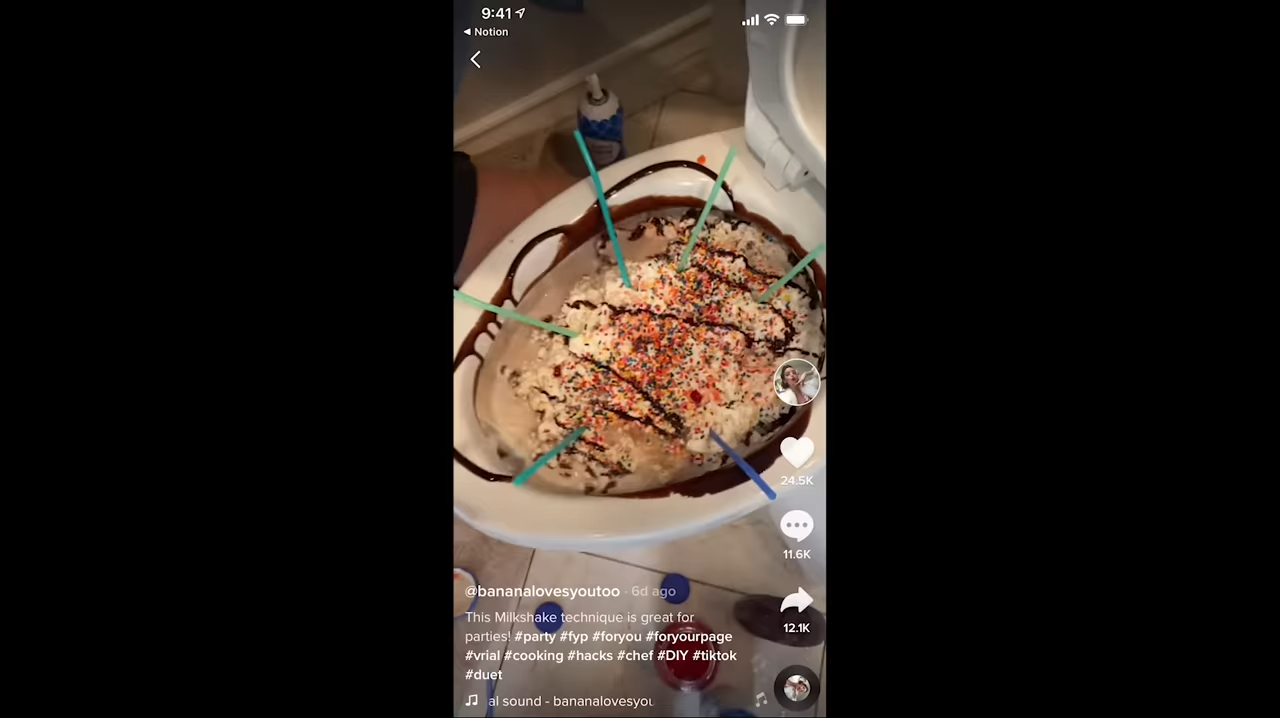 9:41
Notion
24.5K
11.6K
12.1K
@bananalovesyoutoo · 6d ago
This Milkshake technique is great for
parties! #party #fyp #foryou #foryourpage
#vrial #cooking #hacks #chef #DIY #tiktok
#duet
al sound - bananalovesyou